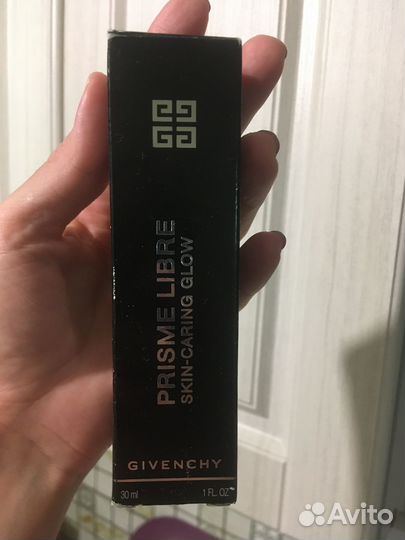 PRISME LIBRE
SKIN-CARING GLOW
GIVENCHY
30 ml 1 FL. OZ
Avito